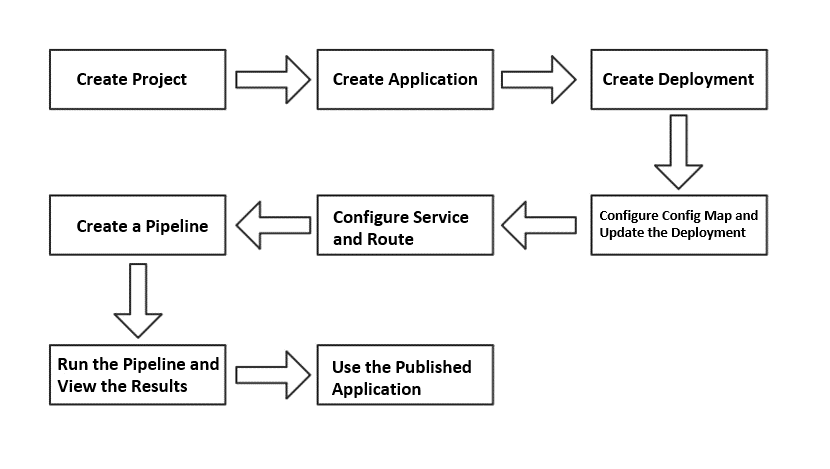 Create Project
Create Application
Create Deployment
Configure Config Map and
Update the Deployment
Configure Service
and Route
Create a Pipeline
Run the Pipeline and
View the Results
Use the Published
Application